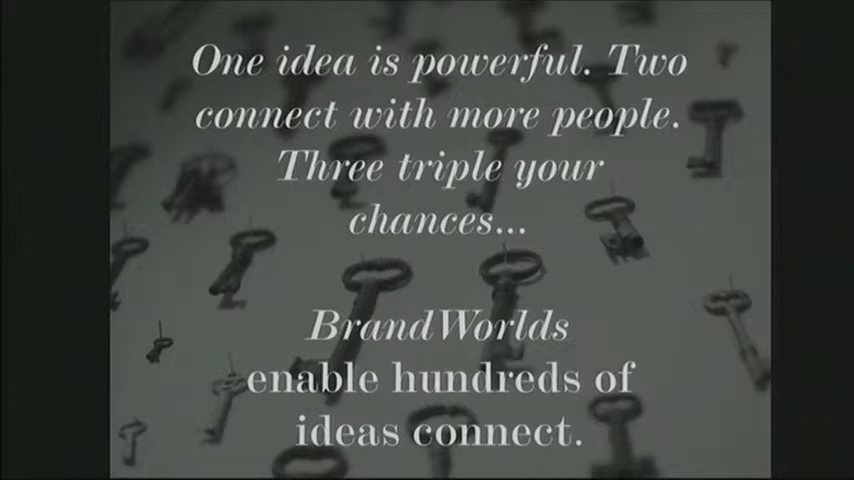 One idea is powerful. Two
connect with more people.
Three triple your
chances...
BrandWorlds
enable hundreds of
ideas connect.